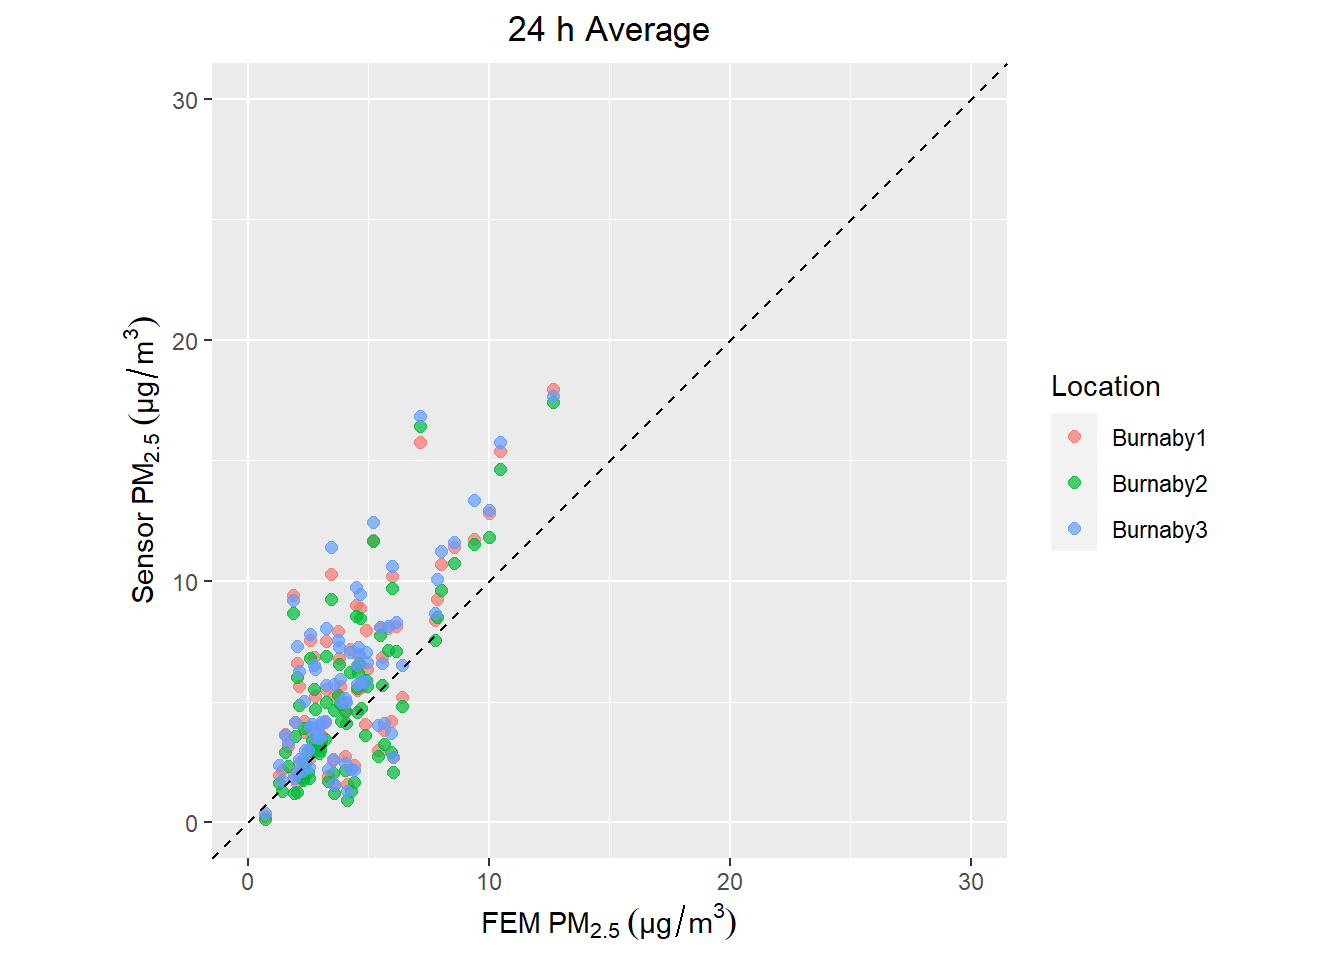 24 h Average
30
20
10
0
Sensor PM2.5 (µg/m3)
0 10 20 30
FEM PM2.5 (µg/m3)
Location
Burnaby1
Burnaby2
Burnaby3